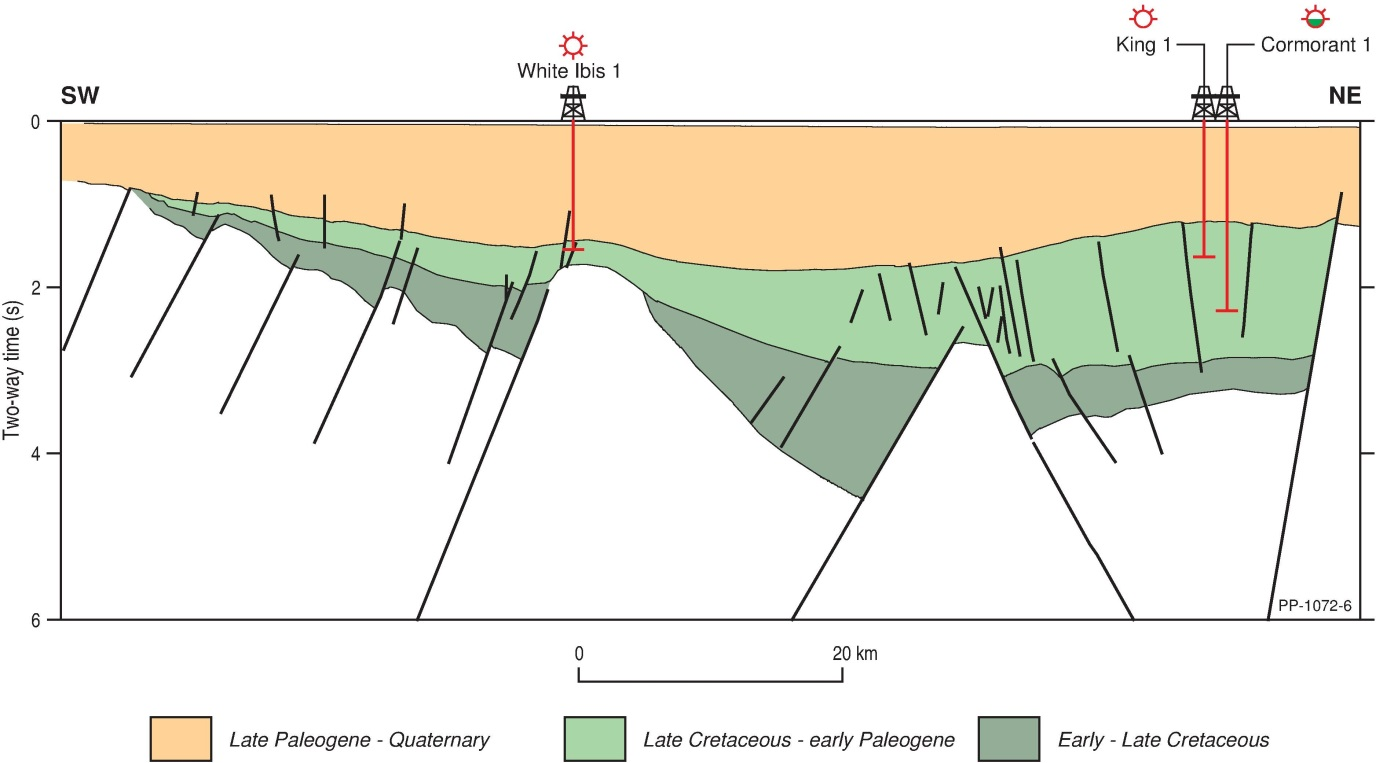 King 1
Cormorant 1
White Ibis 1
SW
NE
0
2
4
6
Two-way time (s)
PP-1072-6
0
20 km
Late Paleogene - Quaternary
Late Cretaceous - early Paleogene
Early - Late Cretaceous